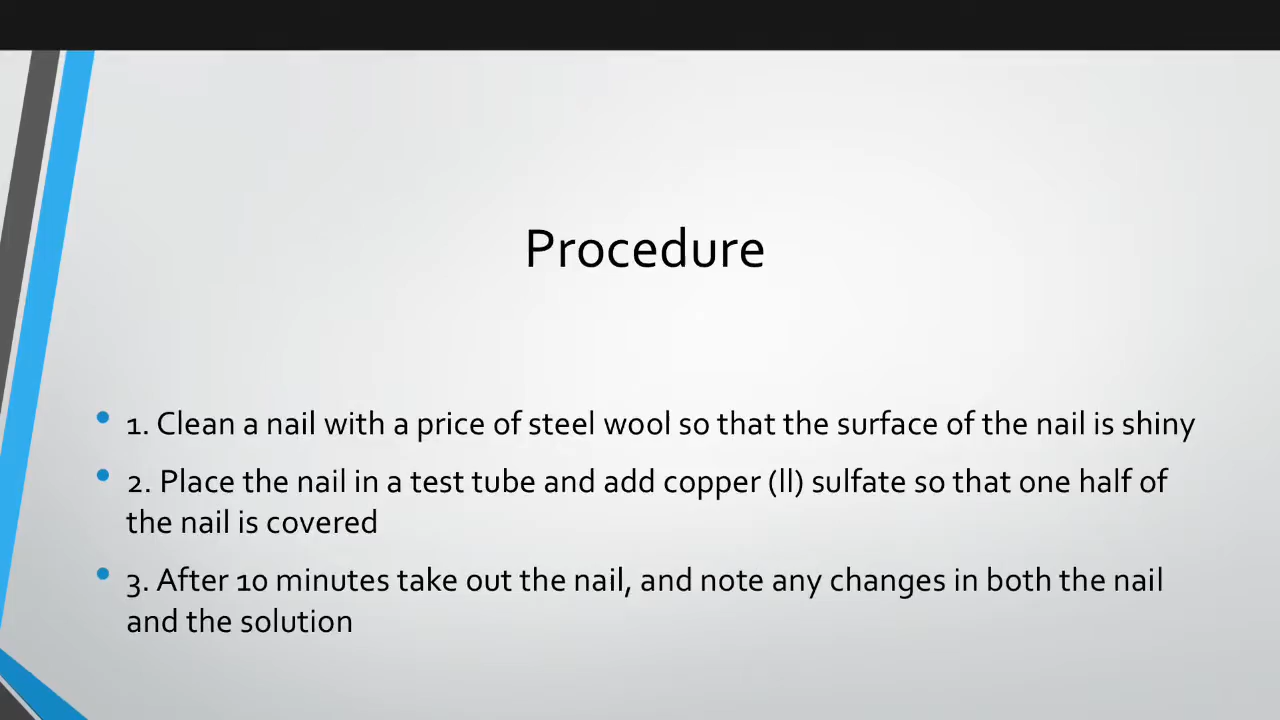 Procedure
• 1. Clean a nail with a price of steel wool so that the surface of the nail is shiny
• 2. Place the nail in a test tube and add copper (ll) sulfate so that one half of
the nail is covered
• 3. After 10 minutes take out the nail, and note any changes in both the nail
and the solution